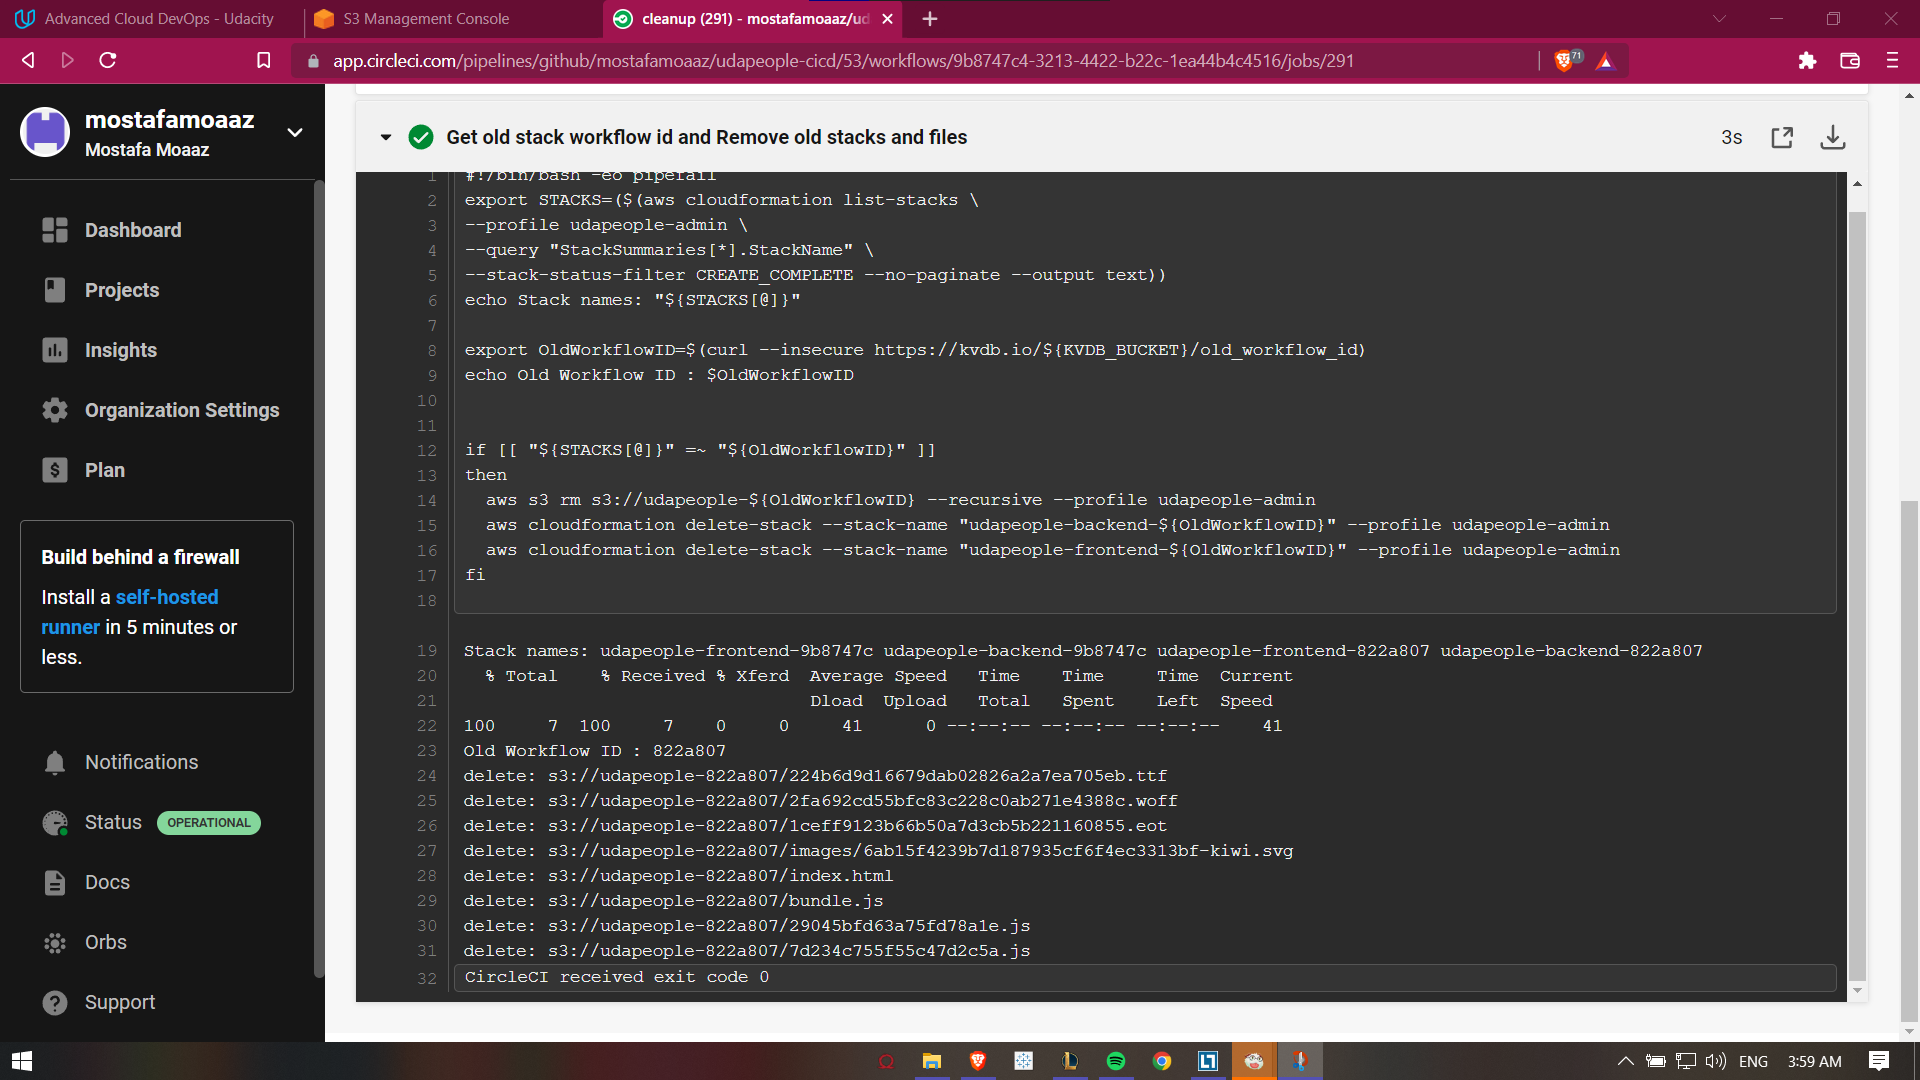 Advanced Cloud DevOps - Udacity
S3 Management Console
cleanup (291) - mostafamoaaz/ud
app.circleci.com/pipelines/github/mostafamoaaz/udapeople-cicd/53/workflows/9b8747c4-3213-4422-b22c-1ea44b4c4516/jobs/291
71
mostafamoaaz
Mostafa Moaaz
Dashboard
Projects
Insights
Organization Settings
Plan
Build behind a firewall
Install a self-hosted
runner in 5 minutes or
less.
Notifications
Status OPERATIONAL
Docs
Orbs
Support
Get old stack workflow id and Remove old stacks and files
3s
1 #!/bin/bash -eo pipefail
2 export STACKS=($(aws cloudformation list-stacks \
3 --profile udapeople-admin \
4 --query "StackSummaries[*].StackName" \
5 --stack-status-filter CREATE_COMPLETE --no-paginate --output text))
6 echo Stack names: "${STACKS[@]}"
7
8 export OldWorkflowID=$(curl --insecure https://kvdb.io/${KVDB_BUCKET}/old_workflow_id)
9 echo Old Workflow ID : $OldWorkflowID
10
11
12 if [[ "${STACKS[@]}" =~ "${OldWorkflowID}" ]]
13 then
14 aws s3 rm s3://udapeople-${OldWorkflowID} --recursive --profile udapeople-admin
15 aws cloudformation delete-stack --stack-name "udapeople-backend-${OldWorkflowID}" --profile udapeople-admin
16 aws cloudformation delete-stack --stack-name "udapeople-frontend-${OldWorkflowID}" --profile udapeople-admin
17 fi
18
19 Stack names: udapeople-frontend-9b8747c udapeople-backend-9b8747c udapeople-frontend-822a807 udapeople-backend-822a807
20 % Total % Received % Xferd Average Speed Time Time Time Current
21 Dload Upload Total Spent Left Speed
22 100 7 100 7 0 0 41 0 --:--:-- --:--:-- --:--:-- 41
23 Old Workflow ID : 822a807
24 delete: s3://udapeople-822a807/224b6d9d16679dab02826a2a7ea705eb.ttf
25 delete: s3://udapeople-822a807/2fa692cd55bfc83c228c0ab271e4388c.woff
26 delete: s3://udapeople-822a807/1ceff9123b66b50a7d3cb5b221160855.eot
27 delete: s3://udapeople-822a807/images/6ab15f4239b7d187935cf6f4ec3313bf-kiwi.svg
28 delete: s3://udapeople-822a807/index.html
29 delete: s3://udapeople-822a807/bundle.js
30 delete: s3://udapeople-822a807/29045bfd63a75fd78a1e.js
31 delete: s3://udapeople-822a807/7d234c755f55c47d2c5a.js
32 CircleCI received exit code 0
ENG
3:59 AM